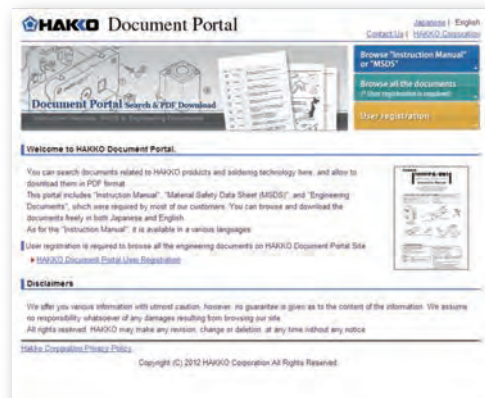 HAKKO Document Portal
Japanese | English
Contact Us | HAKKO Corporation
Document Portal Search & PDF Download
Browse "Instruction Manual"
or "MSDS"
Browse all the documents
(* User registration is required)
User registration
Welcome to HAKKO Document Portal.
You can search documents related to HAKKO products and soldering technology here, and allow to
download them in PDF format.
This portal includes "Instruction Manual", "Material Safety Data Sheet (MSDS)", and "Engineering
Documents", which were required by most of our customers. You can browse and download the
documents freely in both Japanese and English.
As for the "Instruction Manual", it is available in a various languages
User registration is required to browse all the engineering documents on HAKKO Document Portal Site
HAKKO Document Portal User Registration
Disclaimers
We offer you various information with utmost caution, however, no guarantee is given as to the content of the information. We assume
no responsibility whatsoever of any damages resulting from browsing our site.
All rights reserved. HAKKO may make any revision, change or deletion, at any time without any notice
Hakko Corporation Privacy Policy
Copyright (C) 2012 HAKKO Corporation All Rights Reserved.